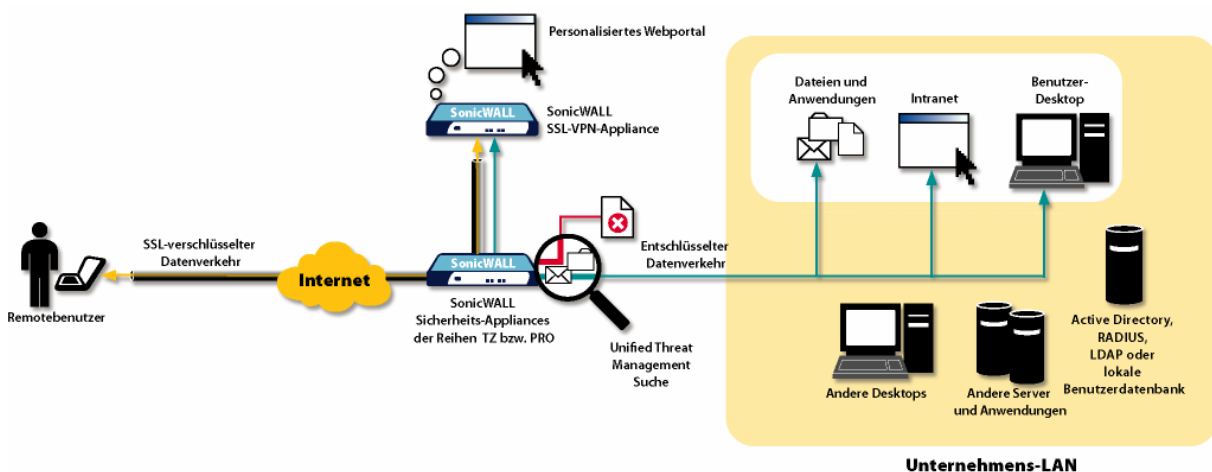 Personalisiertes Webportal
SonicWALL
SonicWALL
SSL-VPN-Appliance
Dateien und
Anwendungen
Intranet
Benutzer-
Desktop
Remotebenutzer
SSL-verschlüsselter
Datenverkehr
Internet
SonicWALL
SonicWALL
Sicherheits-Appliances
der Reihen TZ bzw. PRO
Entschlüsselter
Datenverkehr
Unified Threat
Management
Suche
Andere Desktops
Andere Server
und Anwendungen
Active Directory,
RADIUS,
LDAP oder
lokale
Benutzerdatenbank
Unternehmens-LAN